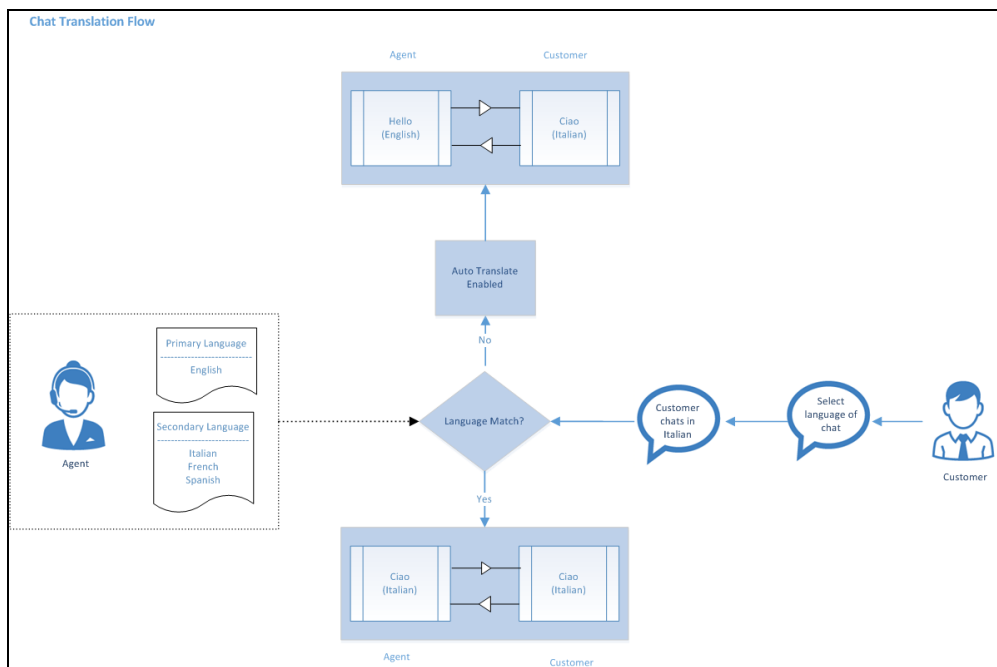 Chat Translation Flow
Agent
Customer
Hello
(English)
Ciao
(Italian)
Auto Translate
Enabled
No
Primary Language
English
Secondary Language
Italian
French
Spanish
Agent
Language Match?
Customer
chats in
Italian
Select
language of
chat
Customer
Yes
Ciao
(Italian)
Ciao
(Italian)
Agent
Customer